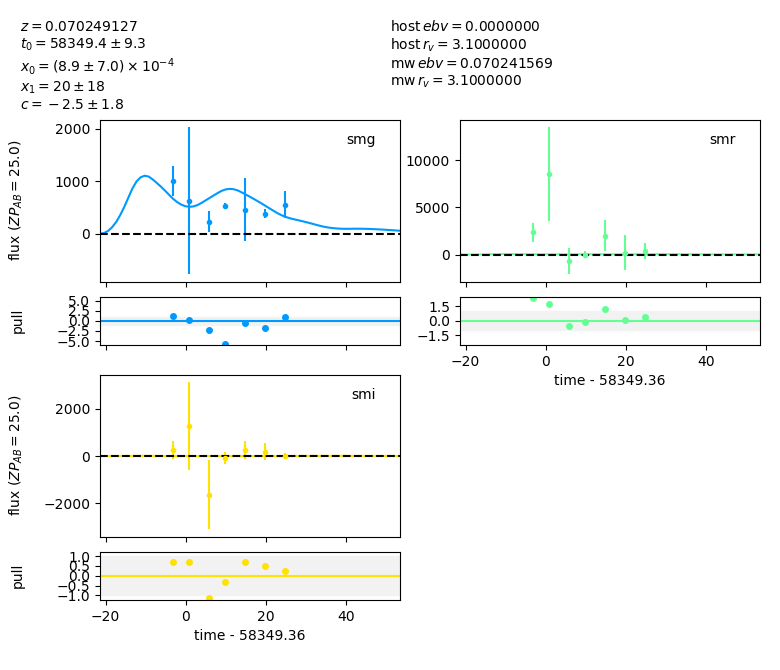 z = 0.070249127
t₀ = 58349.4 ± 9.3
x₀ = (8.9 ± 7.0) × 10⁻⁴
x₁ = 20 ± 18
c = −2.5 ± 1.8
host ebv = 0.0000000
host r_v = 3.1000000
mw ebv = 0.070241569
mw r_v = 3.1000000
smg
flux (ZP_AB = 25.0)
2000
1000
0
smr
10000
5000
0
pull
5.0
2.5
0.0
−2.5
−5.0
1.5
0.0
−1.5
−20
0
20
40
time - 58349.36
smi
flux (ZP_AB = 25.0)
2000
0
−2000
pull
1.0
0.5
0.0
−0.5
−1.0
−20
0
20
40
time - 58349.36